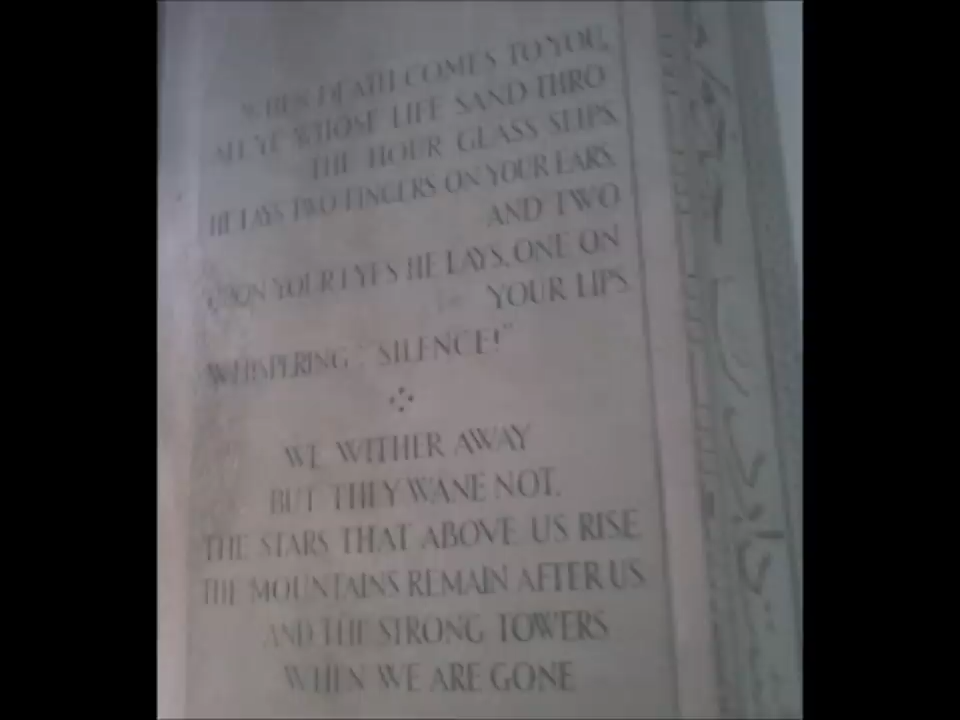 WHEN DEATH COMES TO YOU,
ALL YE WHOSE LIFE SAND THRO
THE HOUR GLASS SLIPS
HE LAYS TWO FINGERS ON YOUR EARS,
AND TWO
UPON YOUR EYES HE LAYS, ONE ON
YOUR LIPS
WHISPERING "SILENCE!"
WE WITHER AWAY
BUT THEY WANE NOT,
THE STARS THAT ABOVE US RISE
THE MOUNTAINS REMAIN AFTER US
AND THE STRONG TOWERS
WHEN WE ARE GONE